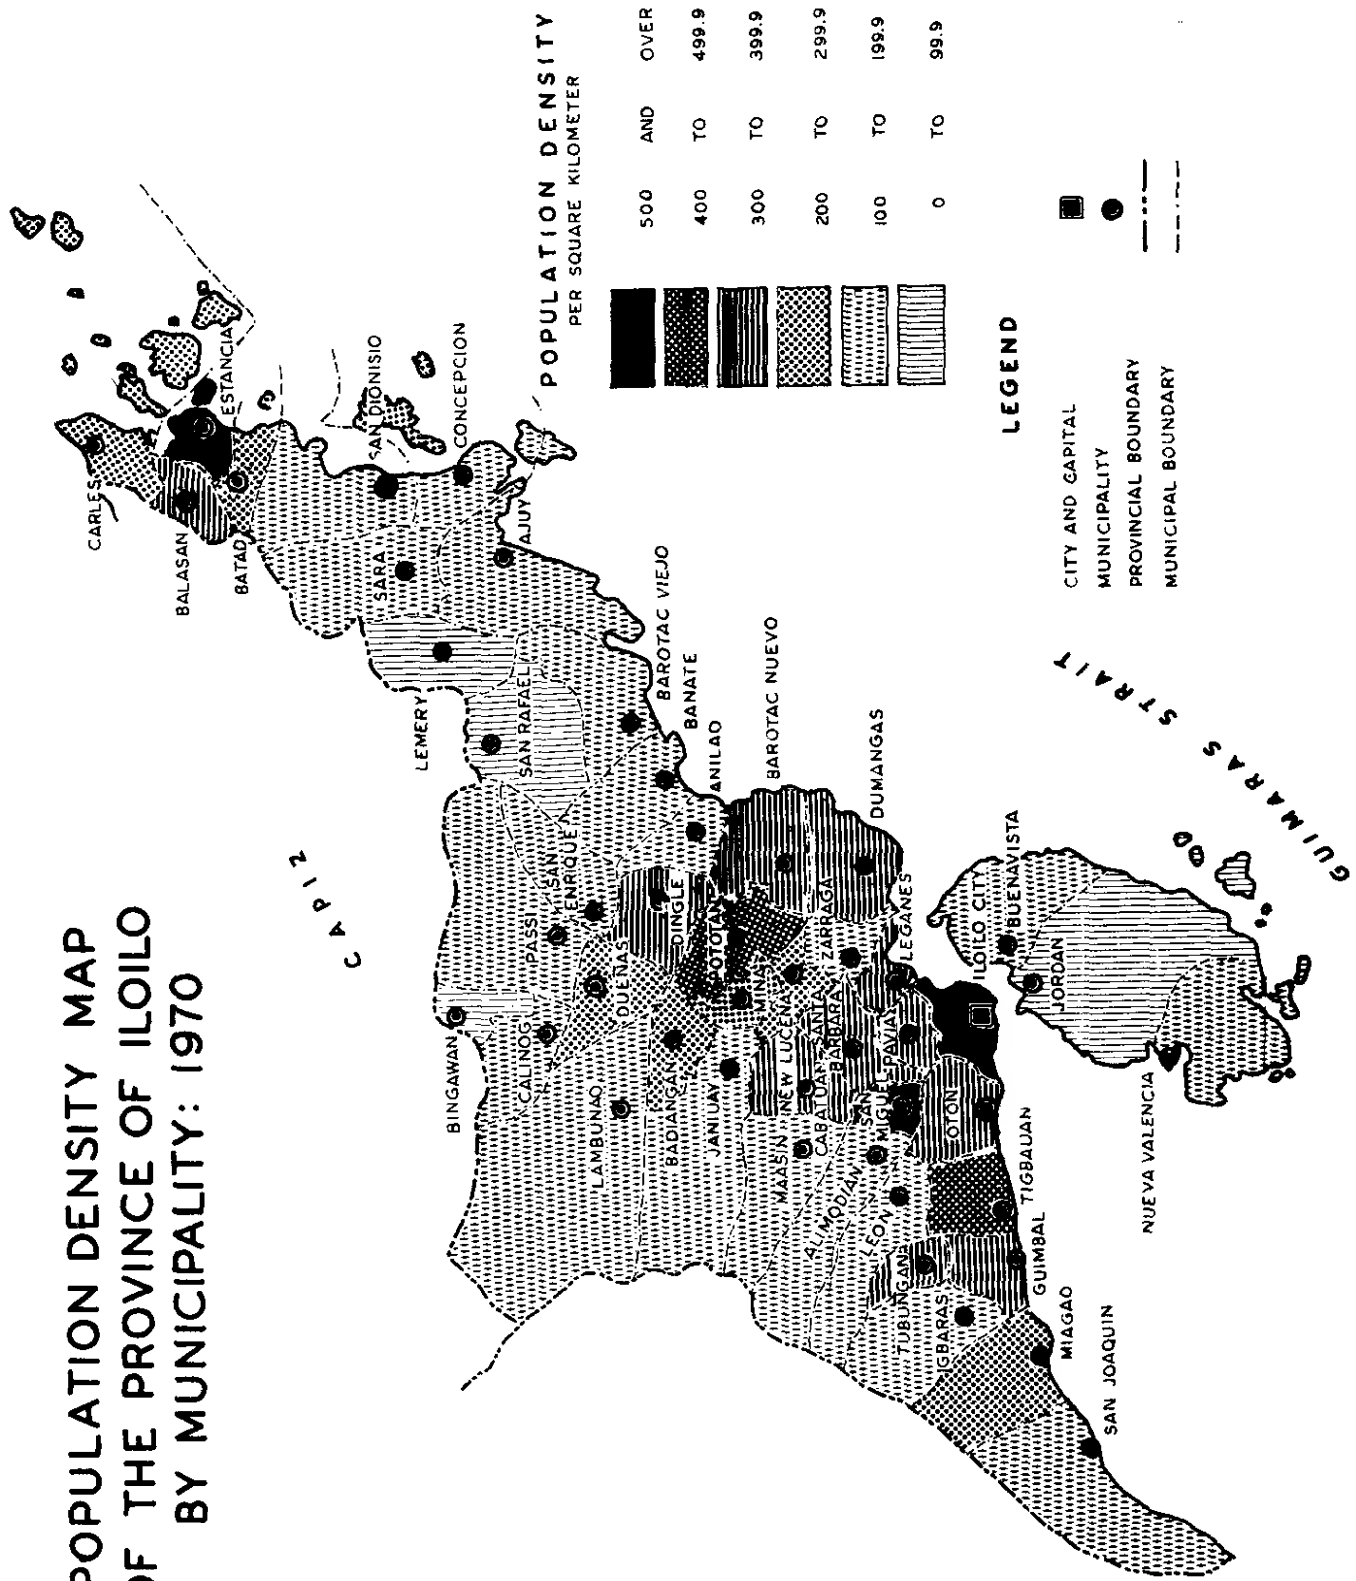 POPULATION DENSITY MAP
OF THE PROVINCE OF ILOILO
BY MUNICIPALITY: 1970
CAPIZ
CARLES
BALASAN
BATAD
ESTANCIA
SAN DIONISIO
CONCEPCION
SARA
AJUY
LEMERY
SAN RAFAEL
BAROTAC VIEJO
BANATE
ANILAO
BAROTAC NUEVO
DUMANGAS
BINGAWAN
CALINOG
PASSI
SAN
ENRIQUE
DUEÑAS
DINGLE
POTOTAN
LAMBUNAO
BADIANGAN
JANIUAY
MINA
NEW LUCENA
ZARRAGA
LEGANES
MAASIN
CABATUAN
SANTA
BARBARA
PAVIA
SAN
MIGUEL
ALIMODIAN
LEON
OTON
ILOILO CITY
BUENAVISTA
JORDAN
NUEVA VALENCIA
TIGBAUAN
GUIMBAL
TUBUNGAN
IGBARAS
MIAGAO
SAN JOAQUIN
GUIMARAS STRAIT
POPULATION DENSITY
PER SQUARE KILOMETER
500 AND OVER
400 TO 499.9
300 TO 399.9
200 TO 299.9
100 TO 199.9
0 TO 99.9
LEGEND
CITY AND CAPITAL
MUNICIPALITY
PROVINCIAL BOUNDARY
MUNICIPAL BOUNDARY